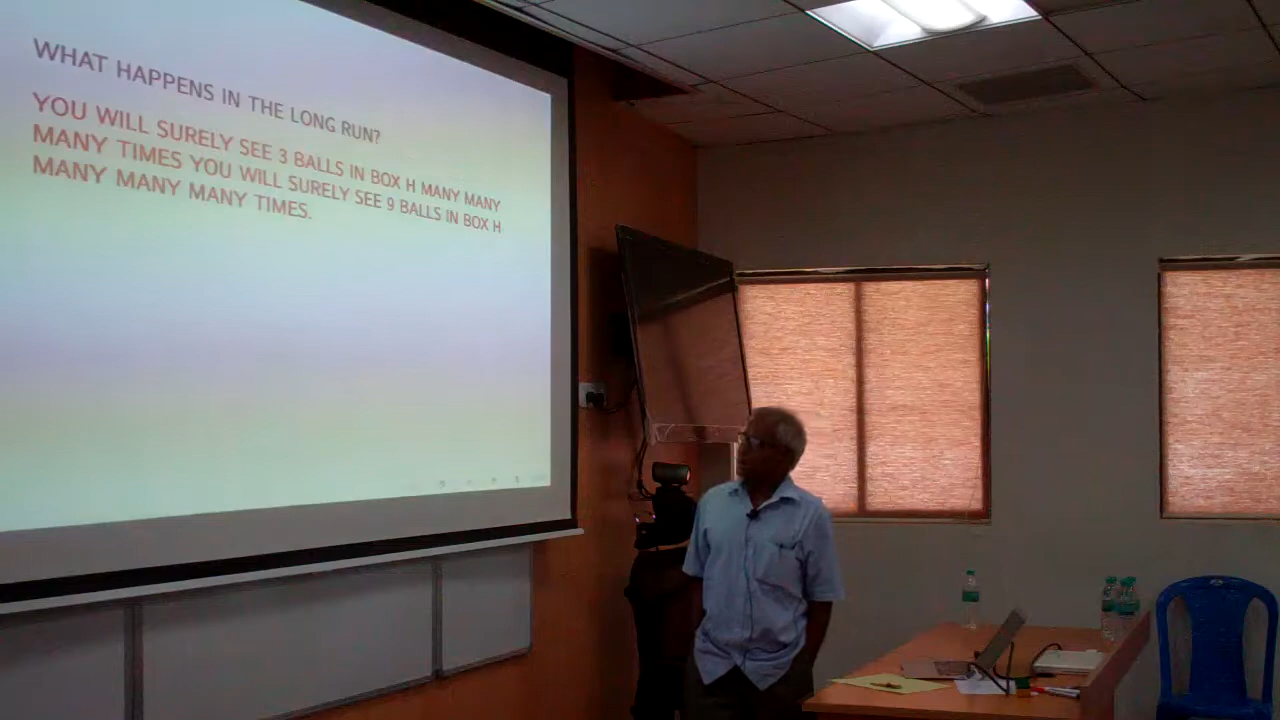 WHAT HAPPENS IN THE LONG RUN?
YOU WILL SURELY SEE 3 BALLS IN BOX H MANY MANY
MANY TIMES YOU WILL SURELY SEE 9 BALLS IN BOX H
MANY MANY MANY TIMES.